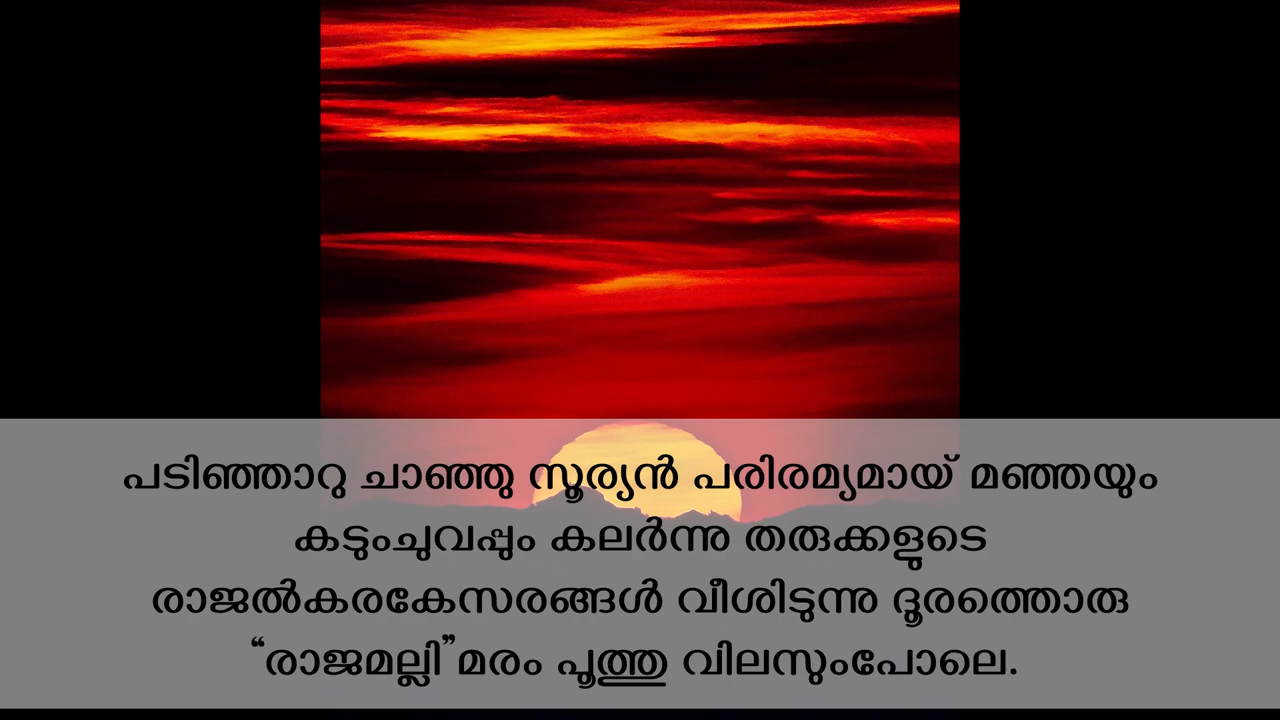 പടിഞ്ഞാറു ചാഞ്ഞു സൂര്യൻ പരിരമ്യമായ് മഞ്ഞയും
കടുംചുവപ്പും കലർന്നു തരുക്കളുടെ
രാജൽകരകേസരങ്ങൾ വീശിടുന്നു ദൂരത്തൊരു
“രാജമല്ലി”മരം പൂത്തു വിലസുംപോലെ.